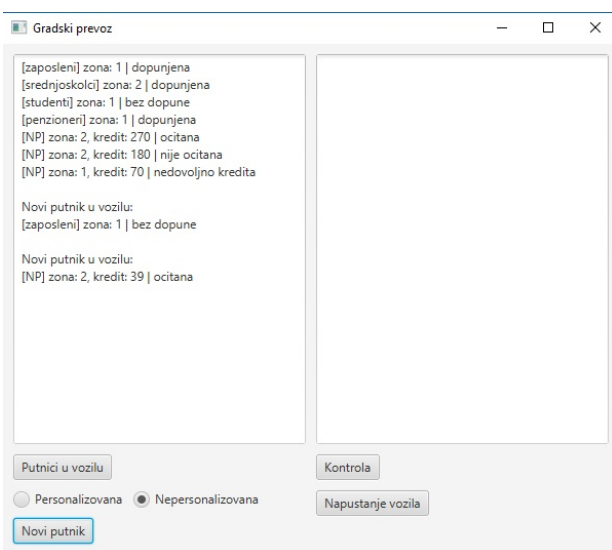 Gradski prevoz
[zaposleni] zona: 1 | dopunjena
[srednjoskolci] zona: 2 | dopunjena
[studenti] zona: 1 | bez dopune
[penzioneri] zona: 1 | dopunjena
[NP] zona: 2, kredit: 270 | ocitana
[NP] zona: 2, kredit: 180 | nije ocitana
[NP] zona: 1, kredit: 70 | nedovoljno kredita
Novi putnik u vozilu:
[zaposleni] zona: 1 | bez dopune
Novi putnik u vozilu:
[NP] zona: 2, kredit: 39 | ocitana
Putnici u vozilu
Kontrola
Personalizovana
Nepersonalizovana
Napustanje vozila
Novi putnik